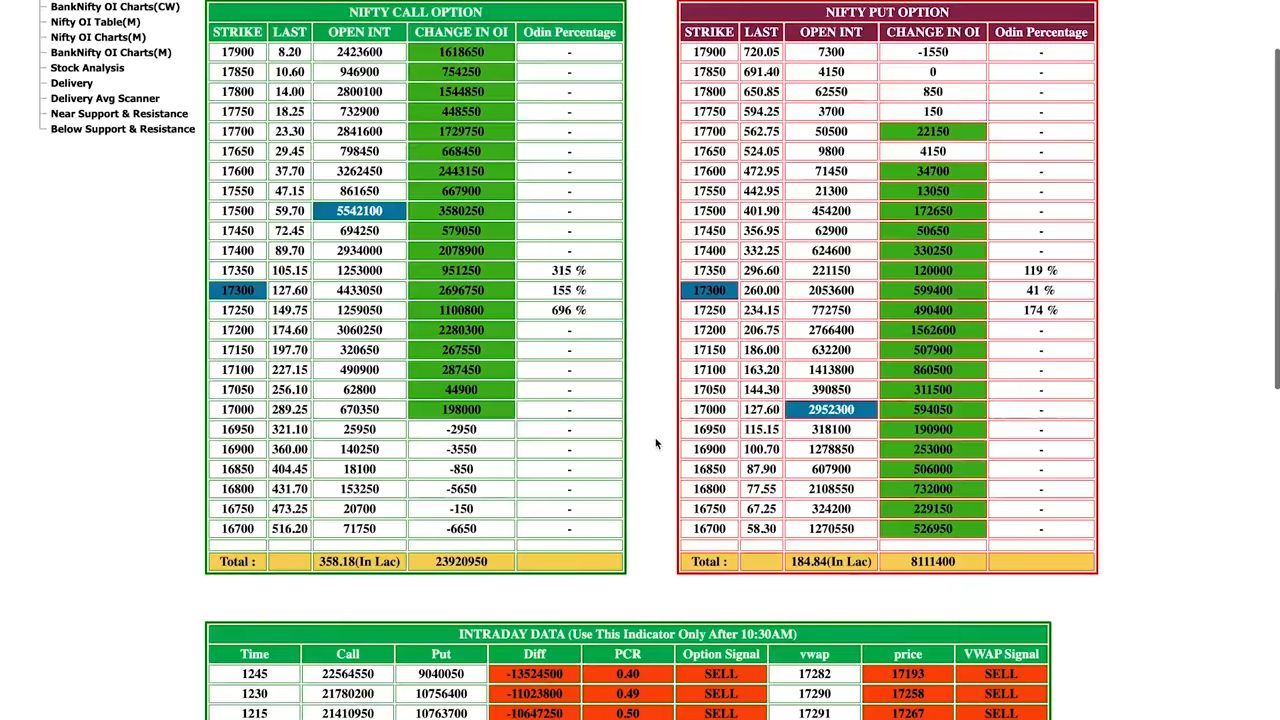 BankNifty OI Charts(CW)
Nifty OI Table(M)
Nifty OI Charts(M)
BankNifty OI Charts(M)
Stock Analysis
Delivery
Delivery Avg Scanner
Near Support & Resistance
Below Support & Resistance
NIFTY CALL OPTION
STRIKE LAST OPEN INT CHANGE IN OI Odin Percentage
17900 8.20 2423600 1618650 -
17850 10.60 946900 754250 -
17800 14.00 2800100 1544850 -
17750 18.25 732900 448550 -
17700 23.30 2841600 1729750 -
17650 29.45 798450 668450 -
17600 37.70 3262450 2443150 -
17550 47.15 861650 667900 -
17500 59.70 5542100 3580250 -
17450 72.45 694250 579050 -
17400 89.70 2934000 2078900 -
17350 105.15 1253000 951250 315 %
17300 127.60 4433050 2696750 155 %
17250 149.75 1259050 1100800 696 %
17200 174.60 3060250 2280300 -
17150 197.70 320650 267550 -
17100 227.15 490900 287450 -
17050 256.10 62800 44900 -
17000 289.25 670350 198000 -
16950 321.10 25950 -2950 -
16900 360.00 140250 -3550 -
16850 404.45 18100 -850 -
16800 431.70 153250 -5650 -
16750 473.25 20700 -150 -
16700 516.20 71750 -6650 -
Total : 358.18(In Lac) 23920950
NIFTY PUT OPTION
STRIKE LAST OPEN INT CHANGE IN OI Odin Percentage
17900 720.05 7300 -1550 -
17850 691.40 4150 0 -
17800 650.85 62550 850 -
17750 594.25 3700 150 -
17700 562.75 50500 22150 -
17650 524.05 9800 4150 -
17600 472.95 71450 34700 -
17550 442.95 21300 13050 -
17500 401.90 454200 172650 -
17450 356.95 62900 50650 -
17400 332.25 624600 330250 -
17350 296.60 221150 120000 119 %
17300 260.00 2053600 599400 41 %
17250 234.15 772750 490400 174 %
17200 206.75 2766400 1562600 -
17150 186.00 632200 507900 -
17100 163.20 1413800 860500 -
17050 144.30 390850 311500 -
17000 127.60 2952300 594050 -
16950 115.15 318100 190900 -
16900 100.70 1278850 253000 -
16850 87.90 607900 506000 -
16800 77.55 2108550 732000 -
16750 67.25 324200 229150 -
16700 58.30 1270550 526950 -
Total : 184.84(In Lac) 8111400
INTRADAY DATA (Use This Indicator Only After 10:30AM)
Time Call Put Diff PCR Option Signal vwap price VWAP Signal
1245 22564550 9040050 -13524500 0.40 SELL 17282 17193 SELL
1230 21780200 10756400 -11023800 0.49 SELL 17290 17258 SELL
1215 21410950 10763700 -10647250 0.50 SELL 17291 17267 SELL